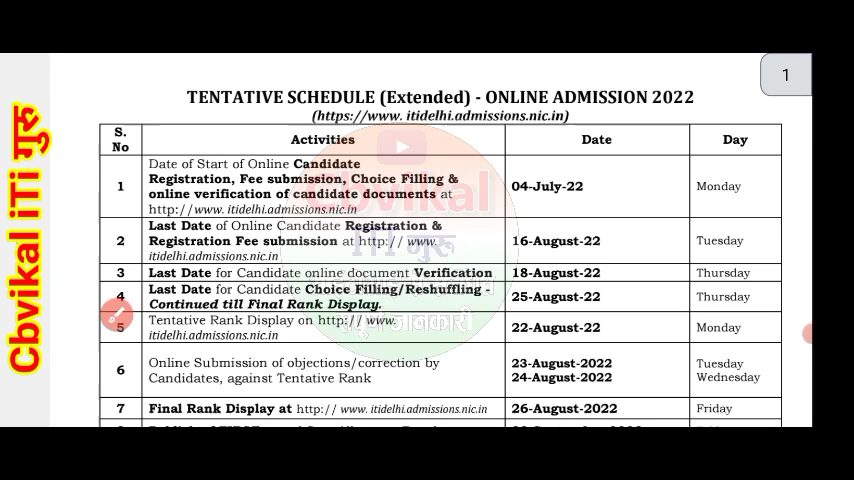 1
Cbvikal iTi गुरु
TENTATIVE SCHEDULE (Extended) - ONLINE ADMISSION 2022
(https://www. itidelhi.admissions.nic.in)
S. No Activities Date Day
1 Date of Start of Online Candidate
Registration, Fee submission, Choice Filling &
online verification of candidate documents at
http://www. itidelhi.admissions.nic.in
04-July-22 Monday
2 Last Date of Online Candidate Registration &
Registration Fee submission at http:// www.
itidelhi.admissions.nic.in
16-August-22 Tuesday
3 Last Date for Candidate online document Verification 18-August-22 Thursday
4 Last Date for Candidate Choice Filling/Reshuffling -
Continued till Final Rank Display.
25-August-22 Thursday
5 Tentative Rank Display on http:// www.
itidelhi.admissions.nic.in
22-August-22 Monday
6 Online Submission of objections/correction by
Candidates, against Tentative Rank
23-August-2022 Tuesday
24-August-2022 Wednesday
7 Final Rank Display at http:// www. itidelhi.admissions.nic.in 26-August-2022 Friday
Cbvikal
iTi गुरु